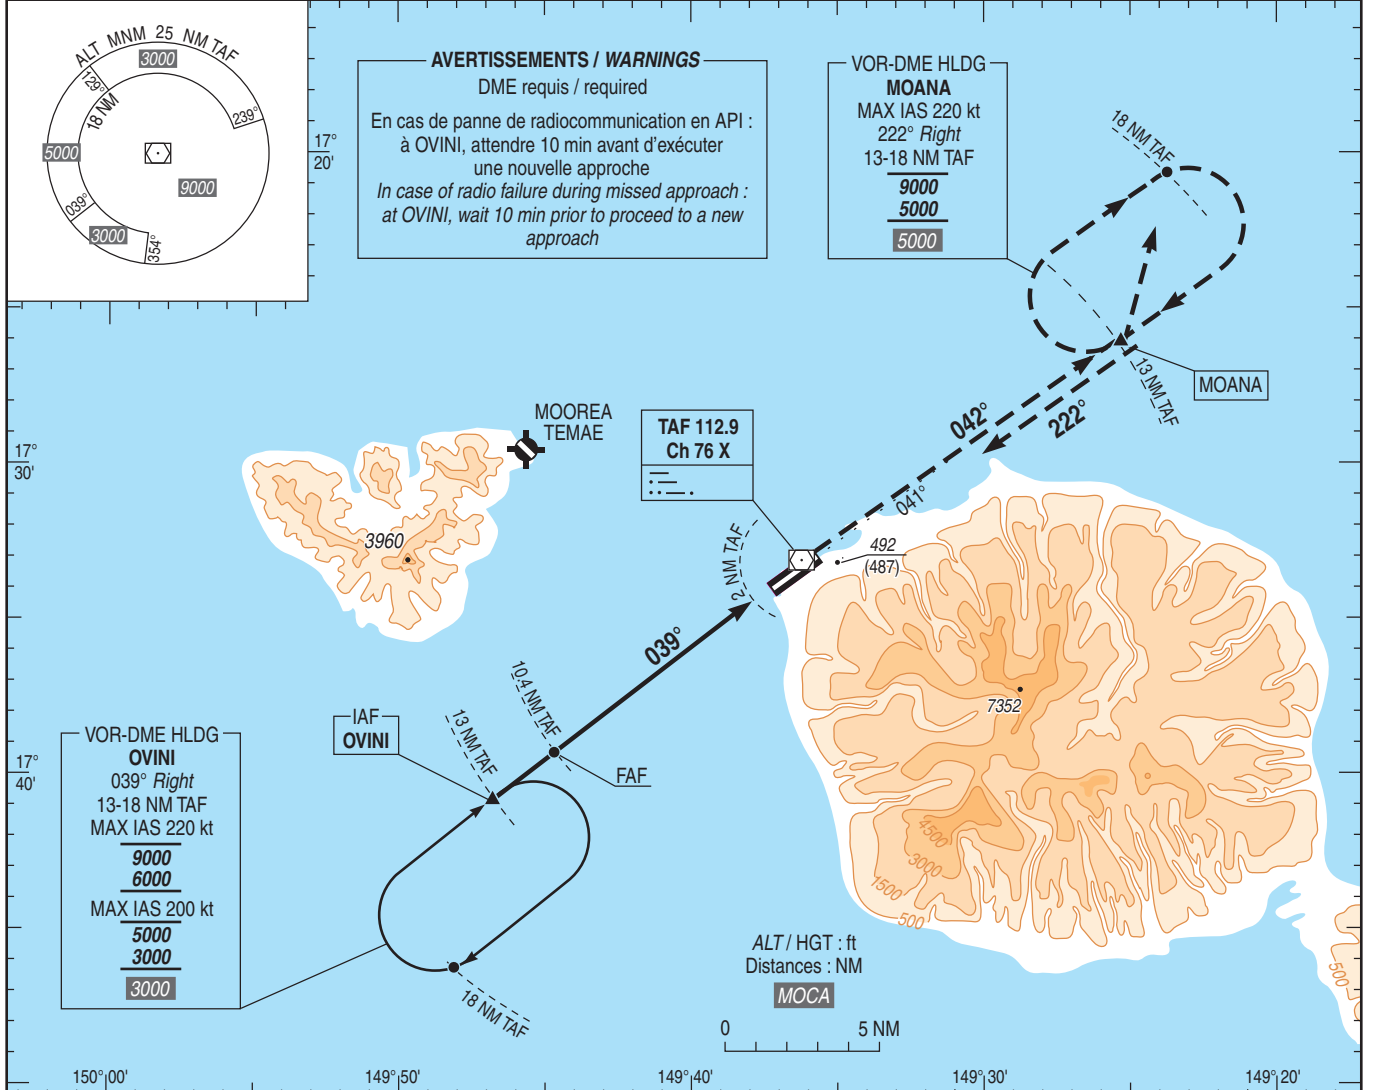 ALT MNM 25 NM TAF
3000
129°
18 NM
239°
5000
9000
039°
3000
354°
AVERTISSEMENTS / WARNINGS
DME requis / required
En cas de panne de radiocommunication en API :
à OVINI, attendre 10 min avant d'exécuter
une nouvelle approche
In case of radio failure during missed approach :
at OVINI, wait 10 min prior to proceed to a new
approach
VOR-DME HLDG
MOANA
MAX IAS 220 kt
222° Right
13-18 NM TAF
9000
5000
5000
18 NM TAF
17°
20'
17°
20'
MOANA
13 NM TAF
042°
222°
041°
MOOREA
TEMAE
TAF 112.9
Ch 76 X
17°
30'
17°
30'
3960
2 NM TAF
492
(487)
039°
7352
10.4 NM TAF
13 NM TAF
IAF
OVINI
FAF
VOR-DME HLDG
OVINI
039° Right
13-18 NM TAF
MAX IAS 220 kt
9000
6000
MAX IAS 200 kt
5000
3000
3000
17°
40'
17°
40'
4500
3000
1500
500
500
18 NM TAF
ALT / HGT : ft
Distances : NM
MOCA
0 5 NM
150°00' 149°50' 149°40' 149°30' 149°20'